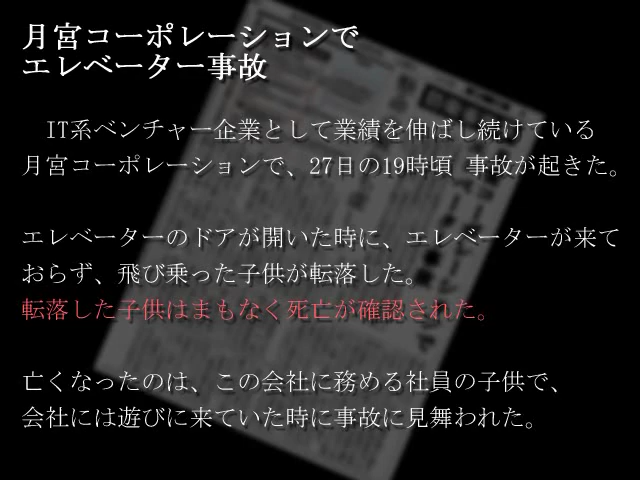 月宮コーポレーションで
エレベーター事故
IT系ベンチャー企業として業績を伸ばし続けている
月宮コーポレーションで、27日の19時頃 事故が起きた。
エレベーターのドアが開いた時に、エレベーターが来て
おらず、飛び乗った子供が転落した。
転落した子供はまもなく死亡が確認された。
亡くなったのは、この会社に務める社員の子供で、
会社には遊びに来ていた時に事故に見舞われた。